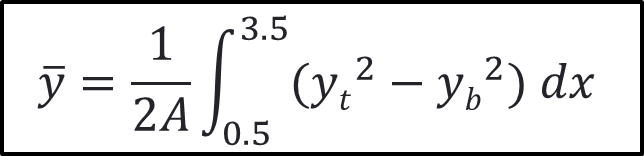 ȳ = 1/2A ∫_{0.5}^{3.5} (y_t² − y_b²) dx